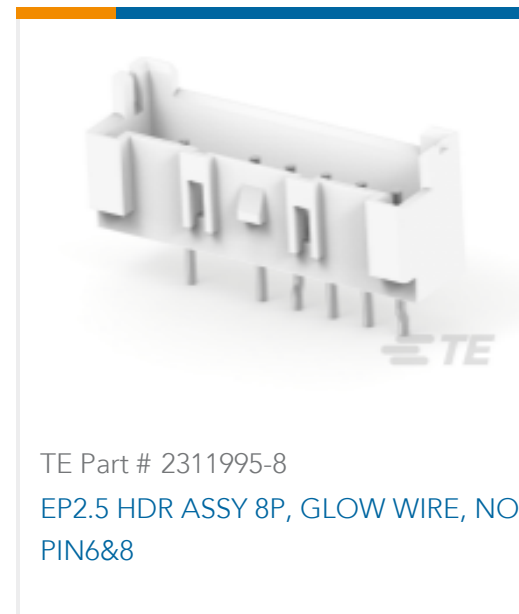 TE
TE Part # 2311995-8
EP2.5 HDR ASSY 8P, GLOW WIRE, NO
PIN6&8